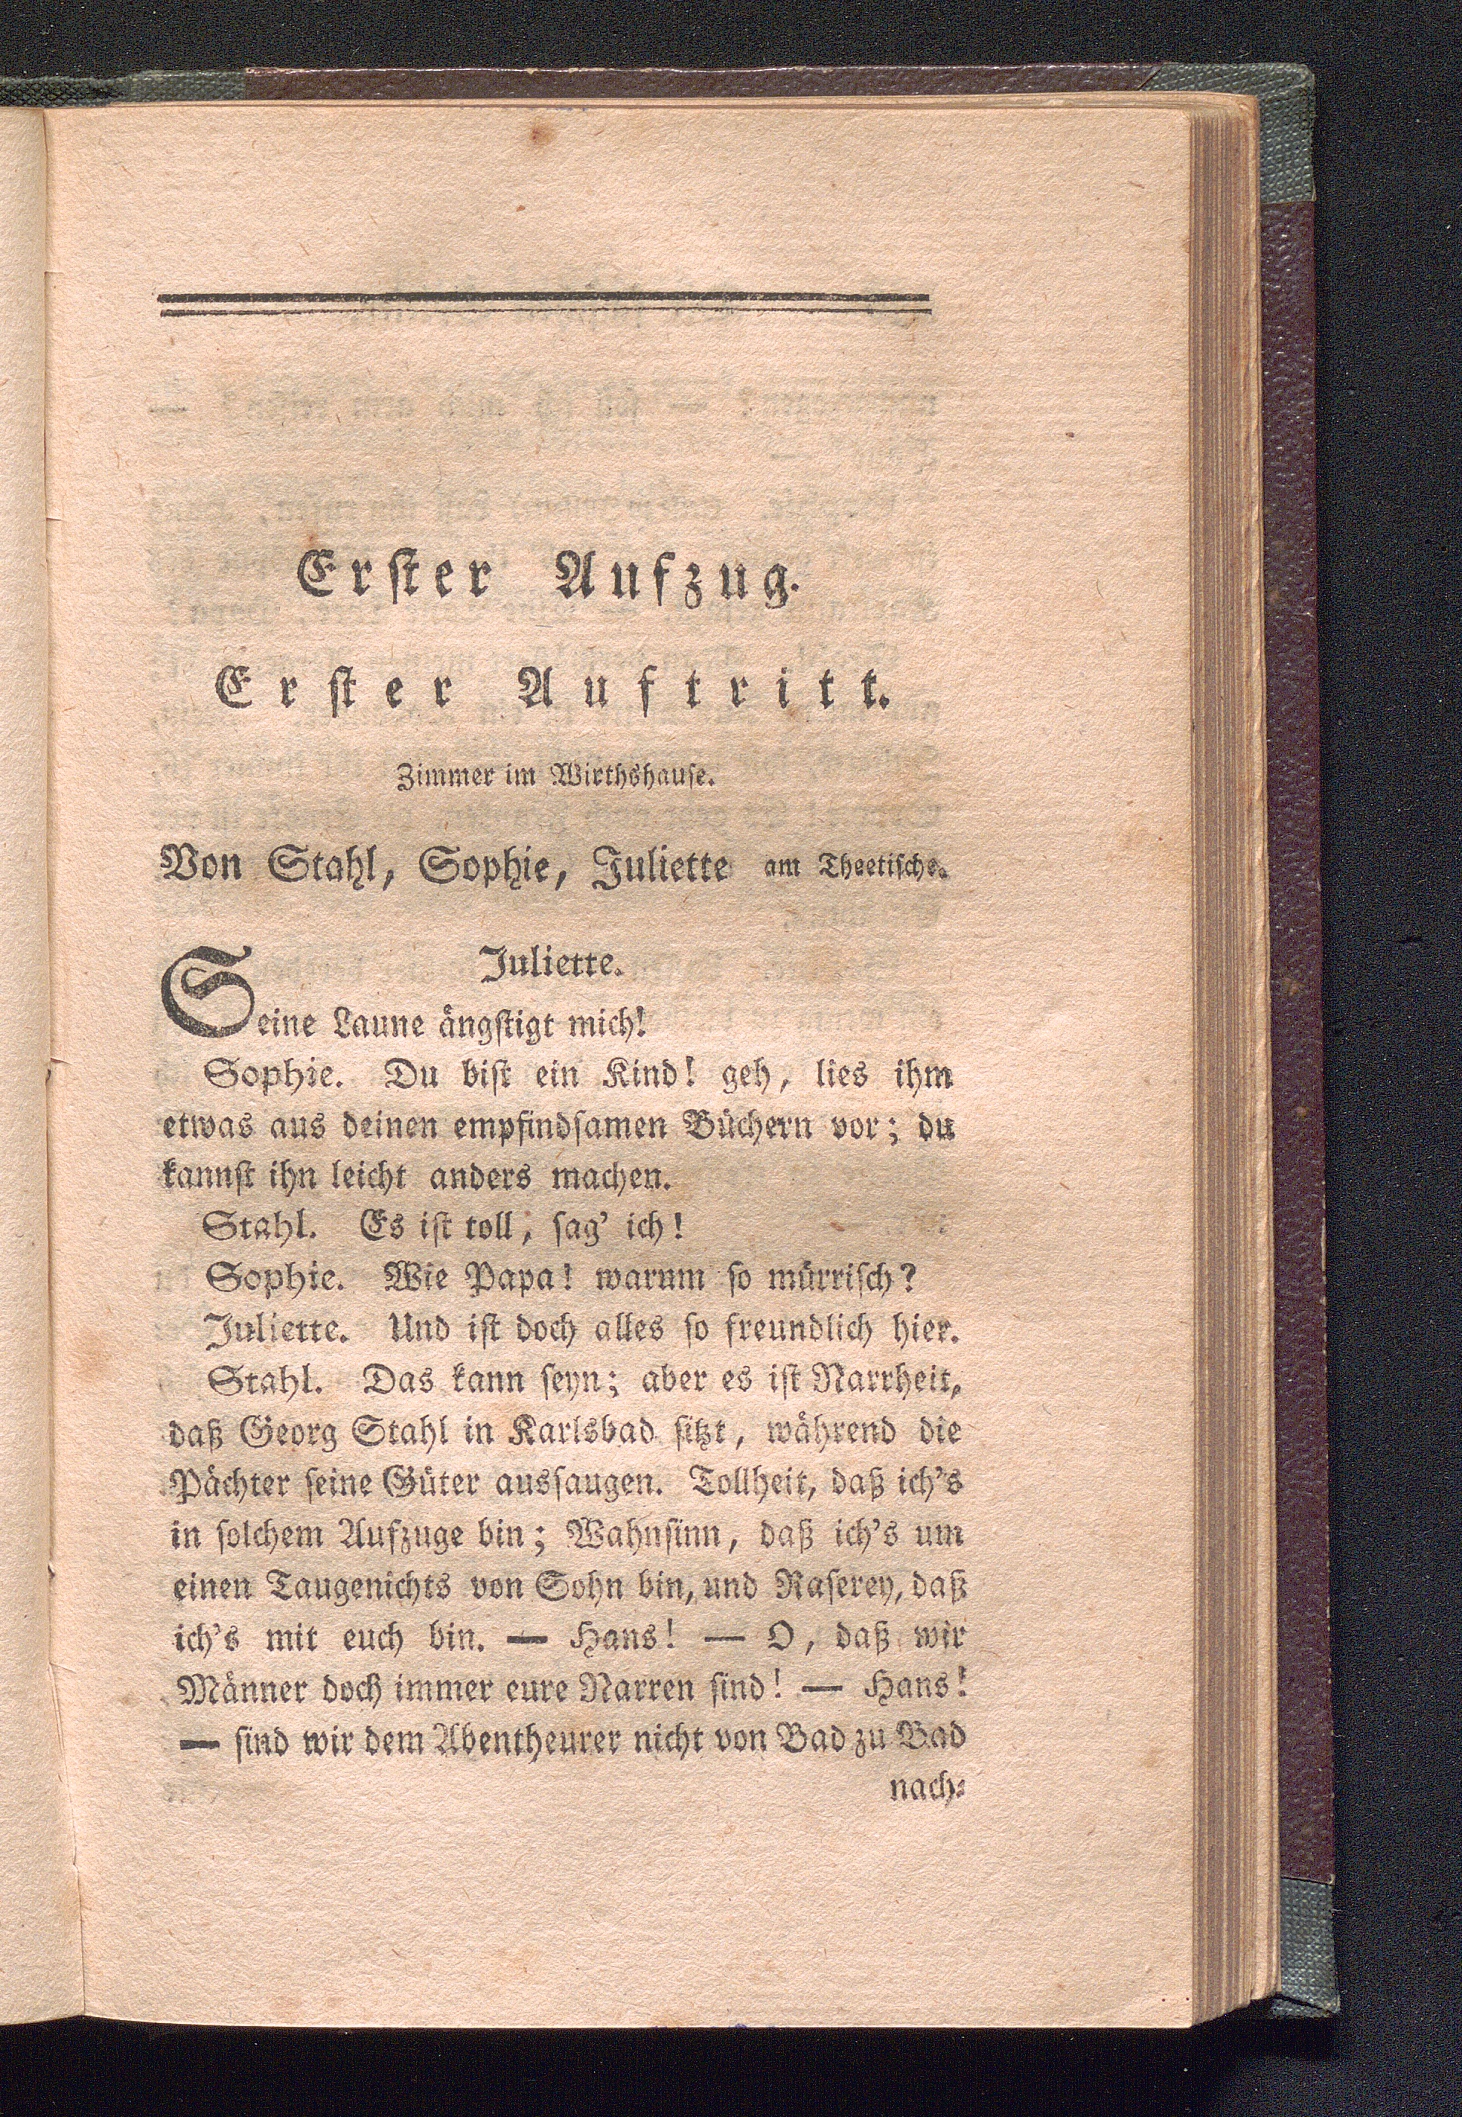 Erſter Aufzug.
Erſter Auftritt.
Zimmer im Wirthshauſe.
Von Stahl, Sophie, Juliette am Theetiſche.
Juliette.
Seine Laune ängſtigt mich!
Sophie. Du biſt ein Kind! geh, lies ihm
etwas aus deinen empfindſamen Büchern vor; du
kannſt ihn leicht anders machen.
Stahl. Es iſt toll, ſag' ich!
Sophie. Wie Papa! warum ſo mürriſch?
Juliette. Und iſt doch alles ſo freundlich hier.
Stahl. Das kann ſeyn; aber es iſt Narrheit,
daß Georg Stahl in Karlsbad ſitzt, während die
Pächter ſeine Güter ausſaugen. Tollheit, daß ich's
in ſolchem Aufzuge bin; Wahnſinn, daß ich's um
einen Taugenichts von Sohn bin, und Raſerey, daß
ich's mit euch bin. — Hans! — O, daß wir
Männer doch immer eure Narren ſind! — Hans!
— ſind wir dem Abentheurer nicht von Bad zu Bad
nach⸗